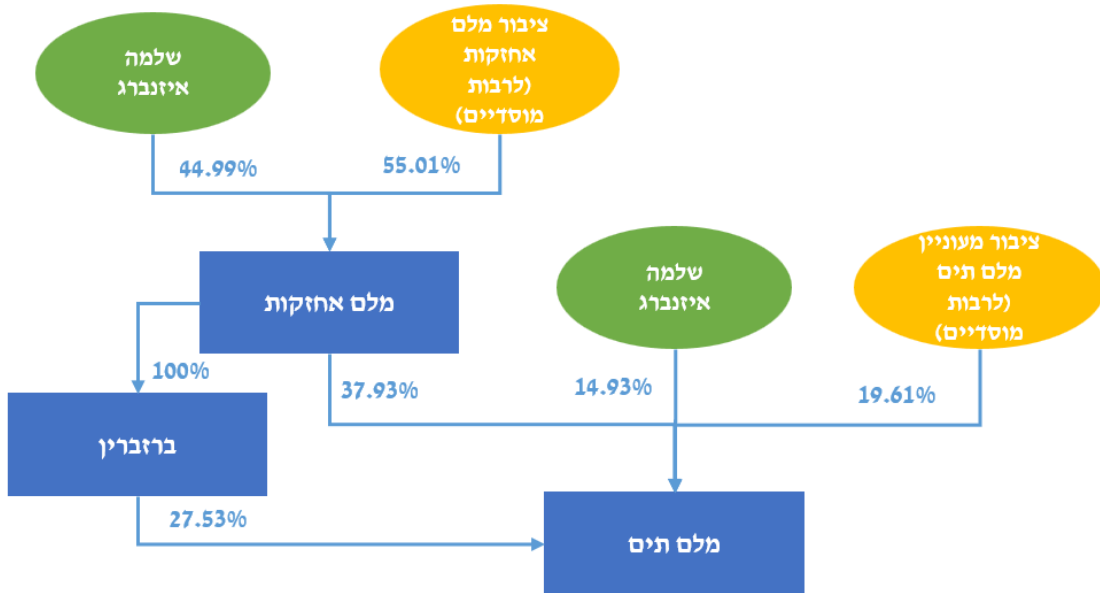 שלמה
איזנברג
ציבור מלם
אחזקות
(לרבות
מוסדיים)
44.99%
55.01%
מלם אחזקות
שלמה
איזנברג
ציבור מעוניין
מלם תים
(לרבות
מוסדיים)
100%
37.93%
14.93%
19.61%
ברזברין
27.53%
מלם תים